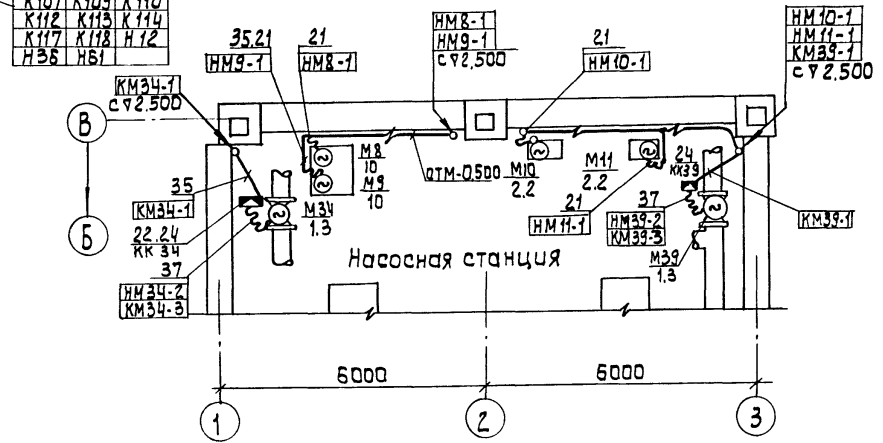 К107 К109 К110
К112 К113 К114
К117 К118 Н12
Н36 Н61
КМ34-1
С ▽2.500
35.21
НМ9-1
21
НМ8-1
НМ8-1
НМ9-1
С ▽2,500
21
НМ10-1
НМ10-1
НМ11-1
КМ39-1
С ▽2,500
В
Б
35
КМ34-1
22.24
КК 34
37
НМ34-2
КМ34-3
М8
10
М9
10
М34
1.3
ОТМ-0,500
М10
2.2
М11
2.2
21
НМ11-1
24
КК39
37
НМ39-2
КМ39-3
М39
1.3
КМ39-1
Насосная станция
6000
6000
1
2
3